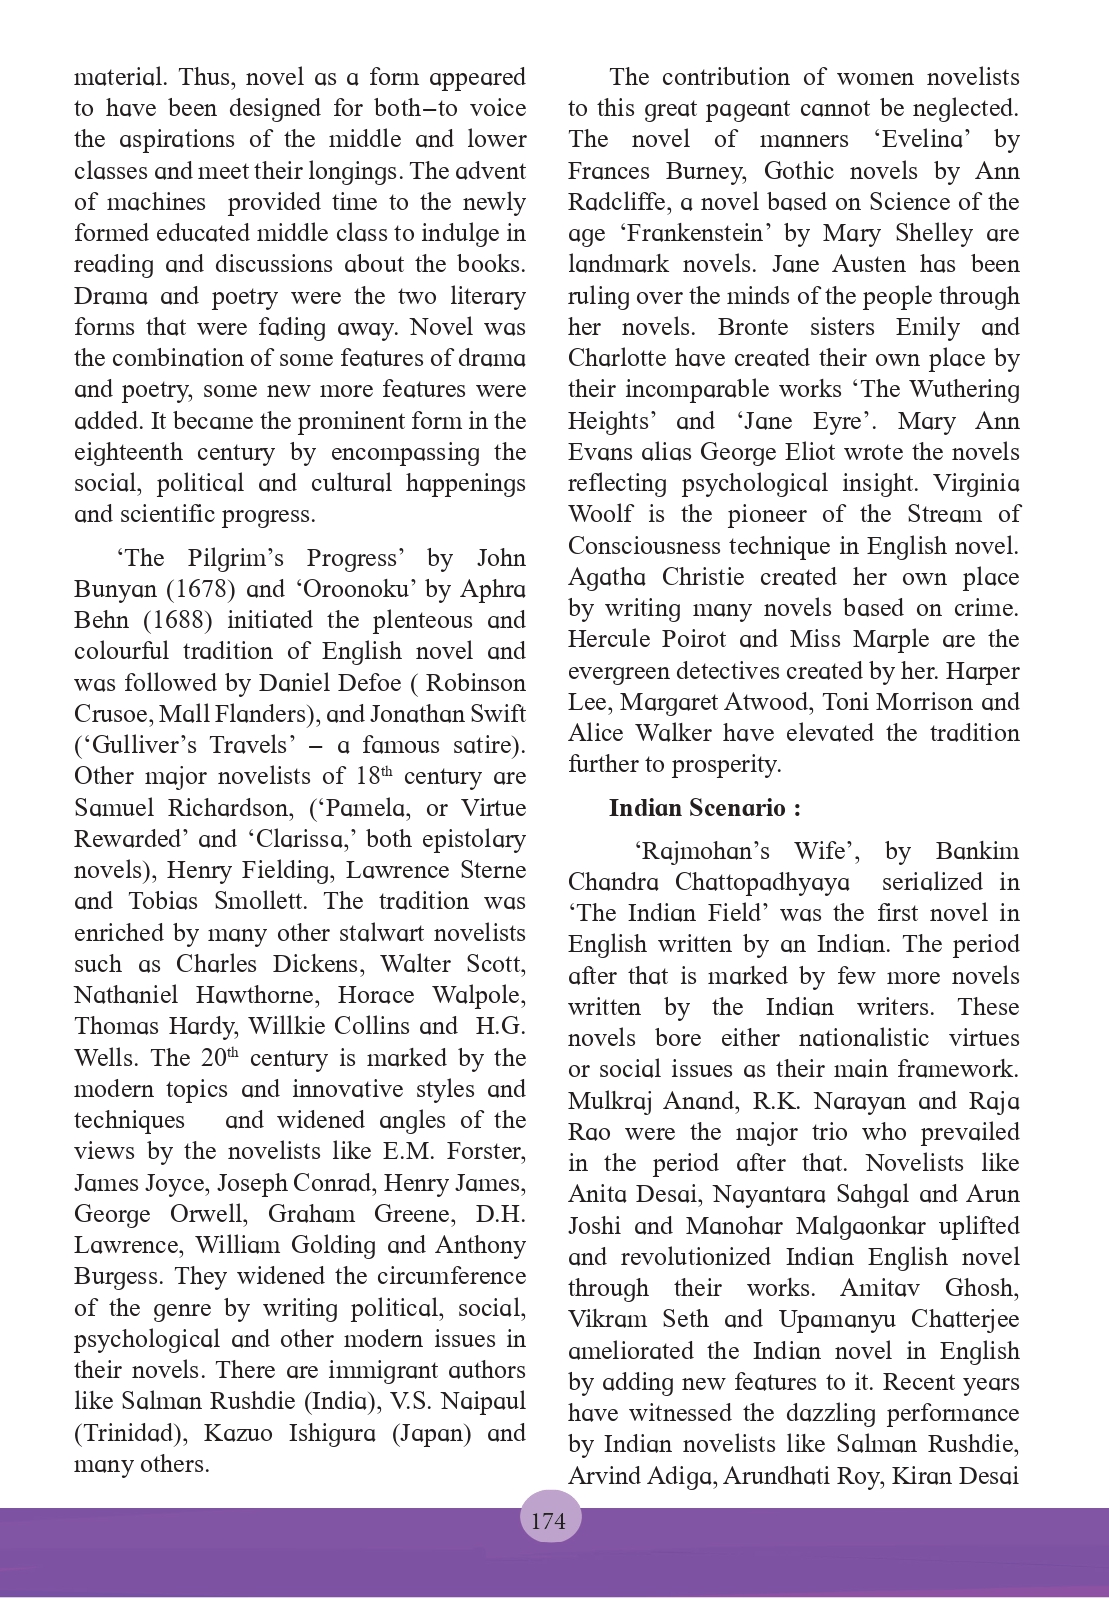 material. Thus, novel as a form appeared
to have been designed for both–to voice
the aspirations of the middle and lower
classes and meet their longings. The advent
of machines provided time to the newly
formed educated middle class to indulge in
reading and discussions about the books.
Drama and poetry were the two literary
forms that were fading away. Novel was
the combination of some features of drama
and poetry, some new more features were
added. It became the prominent form in the
eighteenth century by encompassing the
social, political and cultural happenings
and scientific progress.
‘The Pilgrim’s Progress’ by John
Bunyan (1678) and ‘Oroonoku’ by Aphra
Behn (1688) initiated the plenteous and
colourful tradition of English novel and
was followed by Daniel Defoe ( Robinson
Crusoe, Mall Flanders), and Jonathan Swift
(‘Gulliver’s Travels’ – a famous satire).
Other major novelists of 18th century are
Samuel Richardson, (‘Pamela, or Virtue
Rewarded’ and ‘Clarissa,’ both epistolary
novels), Henry Fielding, Lawrence Sterne
and Tobias Smollett. The tradition was
enriched by many other stalwart novelists
such as Charles Dickens, Walter Scott,
Nathaniel Hawthorne, Horace Walpole,
Thomas Hardy, Willkie Collins and H.G.
Wells. The 20th century is marked by the
modern topics and innovative styles and
techniques and widened angles of the
views by the novelists like E.M. Forster,
James Joyce, Joseph Conrad, Henry James,
George Orwell, Graham Greene, D.H.
Lawrence, William Golding and Anthony
Burgess. They widened the circumference
of the genre by writing political, social,
psychological and other modern issues in
their novels. There are immigrant authors
like Salman Rushdie (India), V.S. Naipaul
(Trinidad), Kazuo Ishigura (Japan) and
many others.
The contribution of women novelists
to this great pageant cannot be neglected.
The novel of manners ‘Evelina’ by
Frances Burney, Gothic novels by Ann
Radcliffe, a novel based on Science of the
age ‘Frankenstein’ by Mary Shelley are
landmark novels. Jane Austen has been
ruling over the minds of the people through
her novels. Bronte sisters Emily and
Charlotte have created their own place by
their incomparable works ‘The Wuthering
Heights’ and ‘Jane Eyre’. Mary Ann
Evans alias George Eliot wrote the novels
reflecting psychological insight. Virginia
Woolf is the pioneer of the Stream of
Consciousness technique in English novel.
Agatha Christie created her own place
by writing many novels based on crime.
Hercule Poirot and Miss Marple are the
evergreen detectives created by her. Harper
Lee, Margaret Atwood, Toni Morrison and
Alice Walker have elevated the tradition
further to prosperity.
Indian Scenario :
‘Rajmohan’s Wife’, by Bankim
Chandra Chattopadhyaya serialized in
‘The Indian Field’ was the first novel in
English written by an Indian. The period
after that is marked by few more novels
written by the Indian writers. These
novels bore either nationalistic virtues
or social issues as their main framework.
Mulkraj Anand, R.K. Narayan and Raja
Rao were the major trio who prevailed
in the period after that. Novelists like
Anita Desai, Nayantara Sahgal and Arun
Joshi and Manohar Malgaonkar uplifted
and revolutionized Indian English novel
through their works. Amitav Ghosh,
Vikram Seth and Upamanyu Chatterjee
ameliorated the Indian novel in English
by adding new features to it. Recent years
have witnessed the dazzling performance
by Indian novelists like Salman Rushdie,
Arvind Adiga, Arundhati Roy, Kiran Desai
174